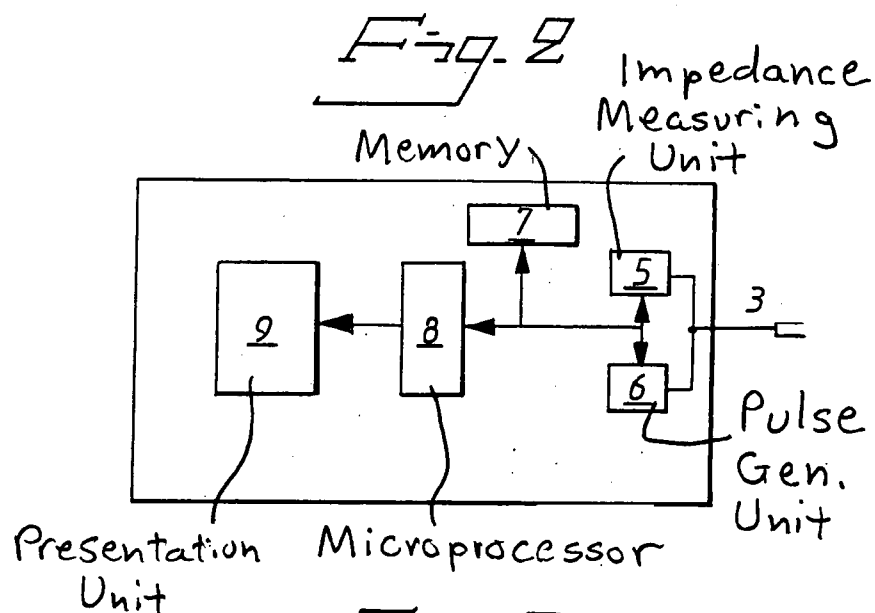 Fig. 2
Impedance
Measuring
Unit
Memory
7
5
3
9
8
6
Pulse
Gen.
Unit
Presentation
Unit
Microprocessor